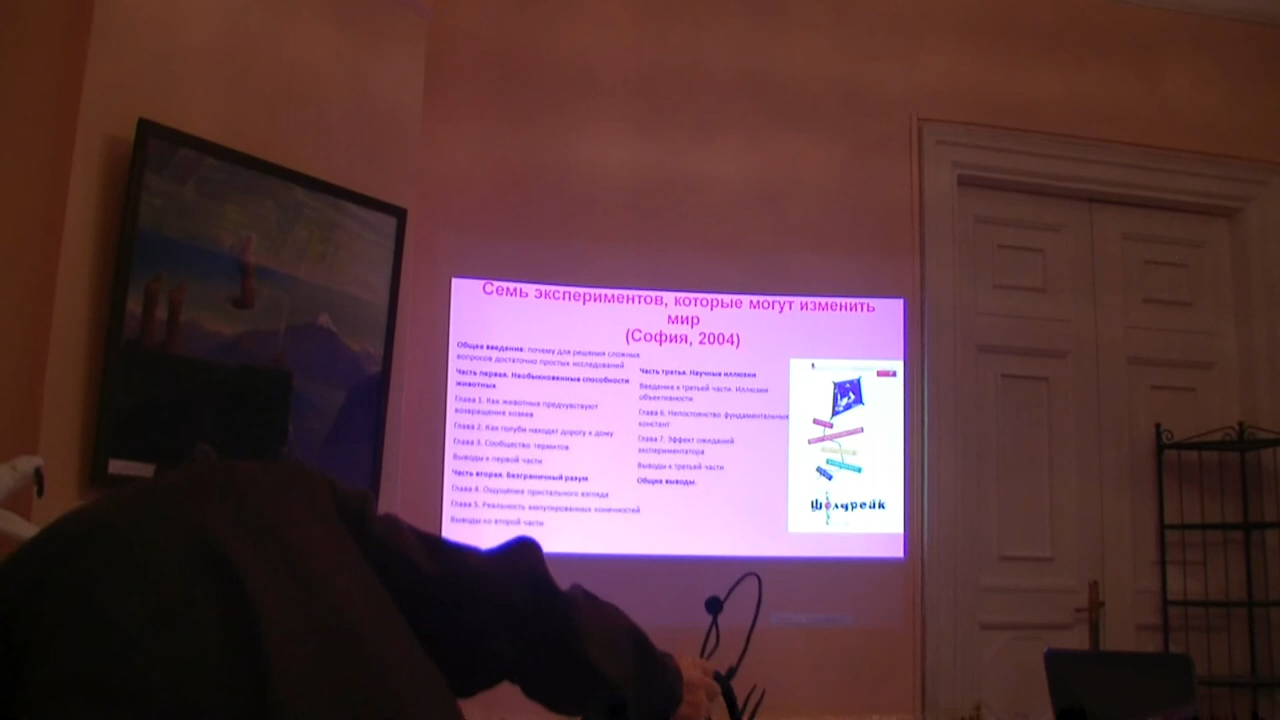 Семь экспериментов, которые могут изменить
мир
(София, 2004)
Общее введение: почему для решения сложных
вопросов достаточно простых исследований
Часть первая. Необыкновенные способности
животных
Глава 1. Как животные предчувствуют
возвращение хозяев
Глава 2. Как голуби находят дорогу к дому
Глава 3. Сообщество термитов
Выводы к первой части
Часть вторая. Безграничный разум
Глава 4. Ощущение пристального взгляда
Глава 5. Реальность ампутированных конечностей
Выводы ко второй части
Часть третья. Научные иллюзии
Введение к третьей части. Иллюзии
объективности
Глава 6. Непостоянство фундаментальных
констант
Глава 7. Эффект ожиданий
экспериментатора
Выводы к третьей части
Общие выводы.
Шелдрейк